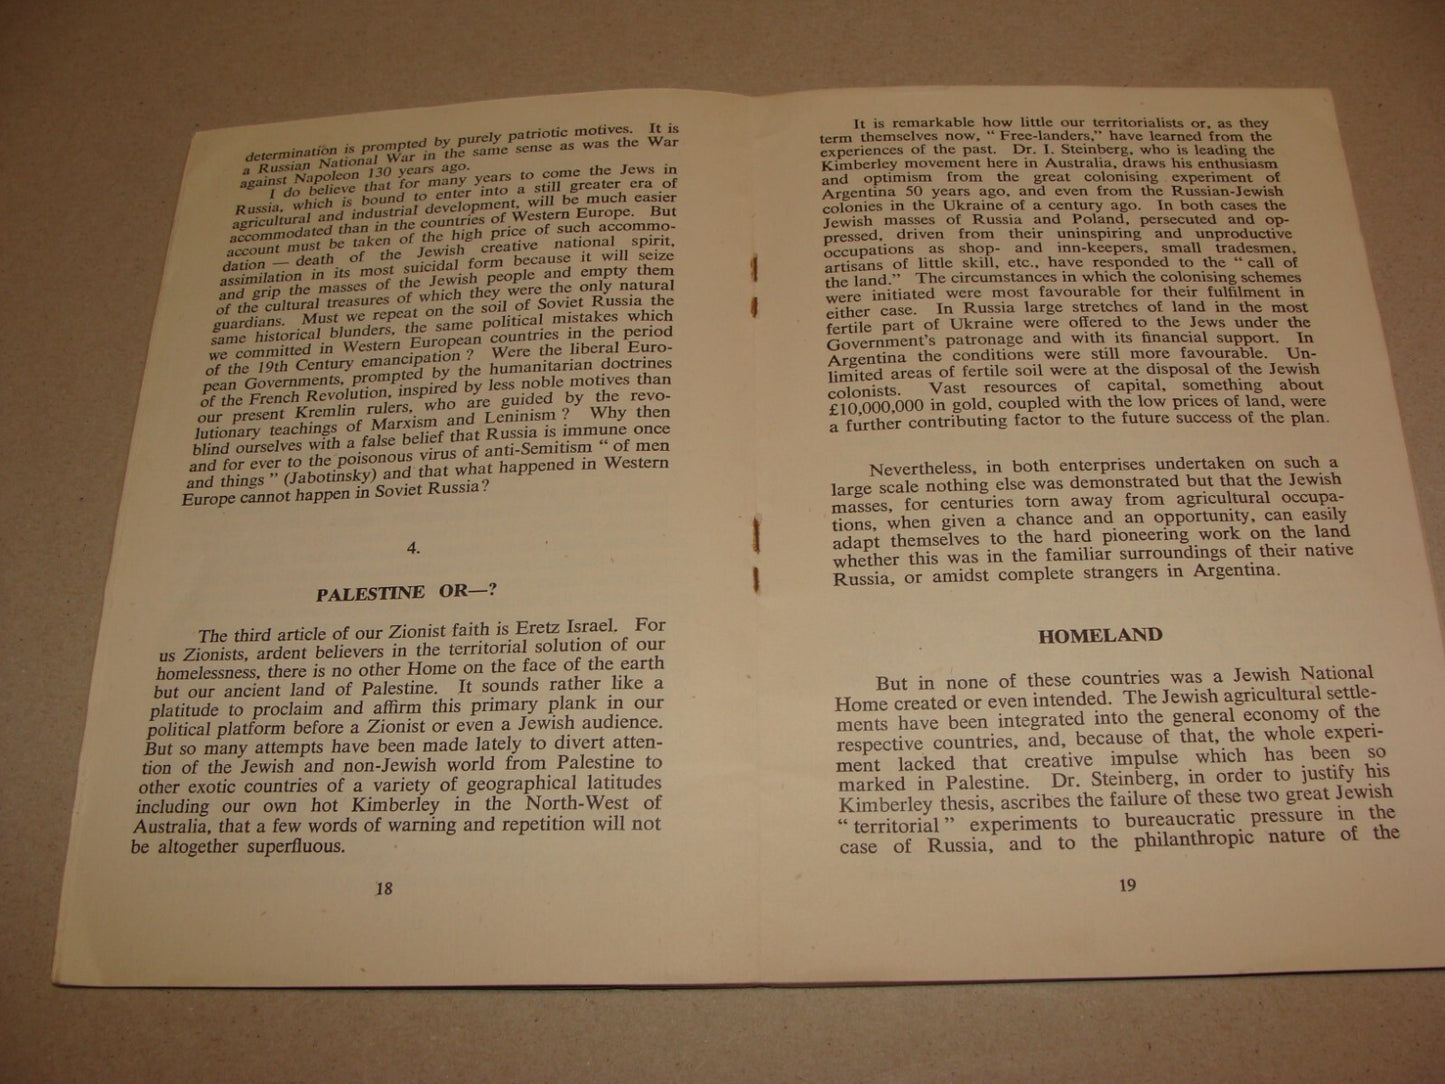 determination is prompted by purely patriotic motives. It is
a Russian National War in the same sense as was the War
against Napoleon 130 years ago.
I do believe that for many years to come the Jews in
Russia, which is bound to enter into a still greater era of
agricultural and industrial development, will be much easier
accommodated than in the countries of Western Europe. But
account must be taken of the high price of such accommo-
dation — death of the Jewish creative national spirit,
assimilation in its most suicidal form because it will seize
and grip the masses of the Jewish people and empty them
of the cultural treasures of which they were the only natural
guardians. Must we repeat on the soil of Soviet Russia the
same historical blunders, the same political mistakes which
we committed in Western European countries in the period
of the 19th Century emancipation? Were the liberal Euro-
pean Governments, prompted by the humanitarian doctrines
of the French Revolution, inspired by less noble motives than
our present Kremlin rulers, who are guided by the revo-
lutionary teachings of Marxism and Leninism? Why then
blind ourselves with a false belief that Russia is immune once
and for ever to the poisonous virus of anti-Semitism “of men
and things” (Jabotinsky) and that what happened in Western
Europe cannot happen in Soviet Russia?
4.
PALESTINE OR—?
The third article of our Zionist faith is Eretz Israel. For
us Zionists, ardent believers in the territorial solution of our
homelessness, there is no other Home on the face of the earth
but our ancient land of Palestine. It sounds rather like a
platitude to proclaim and affirm this primary plank in our
political platform before a Zionist or even a Jewish audience.
But so many attempts have been made lately to divert atten-
tion of the Jewish and non-Jewish world from Palestine to
other exotic countries of a variety of geographical latitudes
including our own hot Kimberley in the North-West of
Australia, that a few words of warning and repetition will not
be altogether superfluous.
18
It is remarkable how little our territorialists or, as they
term themselves now, “Free-landers,” have learned from the
experiences of the past. Dr. I. Steinberg, who is leading the
Kimberley movement here in Australia, draws his enthusiasm
and optimism from the great colonising experiment of
Argentina 50 years ago, and even from the Russian-Jewish
colonies in the Ukraine of a century ago. In both cases the
Jewish masses of Russia and Poland, persecuted and op-
pressed, driven from their uninspiring and unproductive
occupations as shop- and inn-keepers, small tradesmen,
artisans of little skill, etc., have responded to the “call of
the land.” The circumstances in which the colonising schemes
were initiated were most favourable for their fulfilment in
either case. In Russia large stretches of land in the most
fertile part of Ukraine were offered to the Jews under the
Government's patronage and with its financial support. In
Argentina the conditions were still more favourable. Un-
limited areas of fertile soil were at the disposal of the Jewish
colonists. Vast resources of capital, something about
£10,000,000 in gold, coupled with the low prices of land, were
a further contributing factor to the future success of the plan.
Nevertheless, in both enterprises undertaken on such a
large scale nothing else was demonstrated but that the Jewish
masses, for centuries torn away from agricultural occupa-
tions, when given a chance and an opportunity, can easily
adapt themselves to the hard pioneering work on the land
whether this was in the familiar surroundings of their native
Russia, or amidst complete strangers in Argentina.
HOMELAND
But in none of these countries was a Jewish National
Home created or even intended. The Jewish agricultural settle-
ments have been integrated into the general economy of the
respective countries, and, because of that, the whole experi-
ment lacked that creative impulse which has been so
marked in Palestine. Dr. Steinberg, in order to justify his
Kimberley thesis, ascribes the failure of these two great Jewish
“territorial” experiments to bureaucratic pressure in the
case of Russia, and to the philanthropic nature of the
19